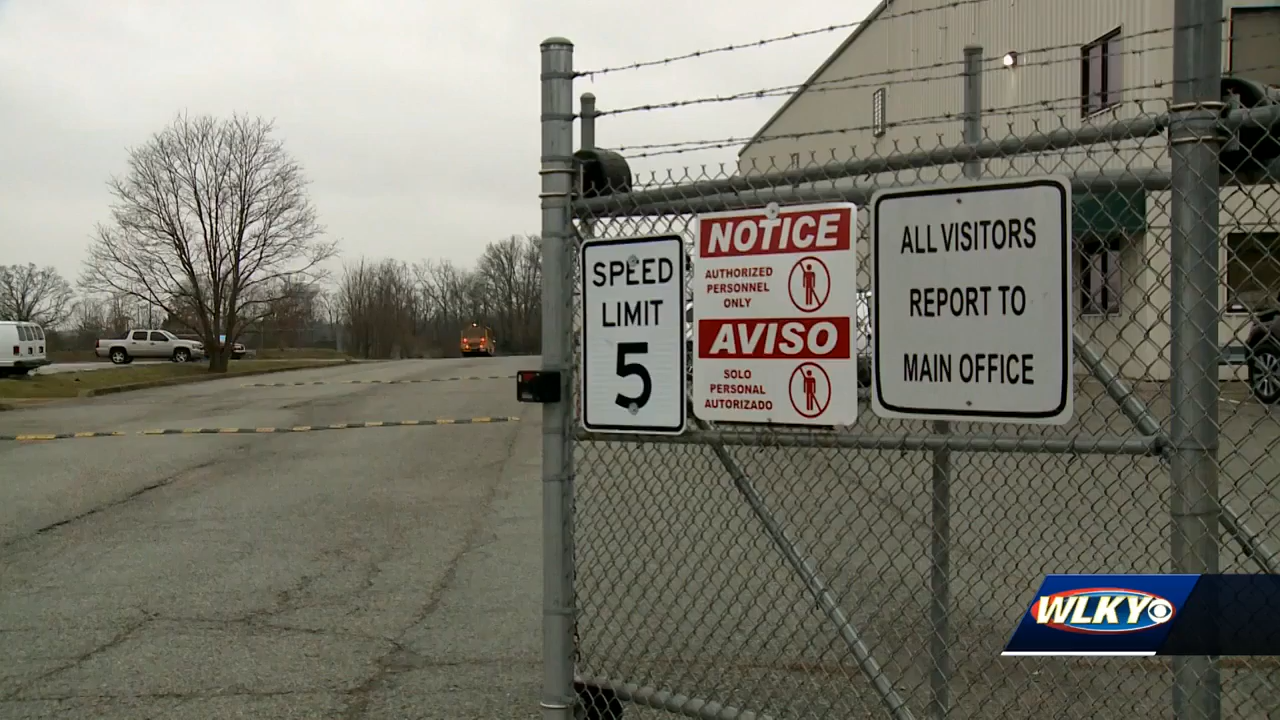 SPEED
LIMIT
5
NOTICE
AUTHORIZED
PERSONNEL
ONLY
AVISO
SOLO
PERSONAL
AUTORIZADO
ALL VISITORS
REPORT TO
MAIN OFFICE
WLKY